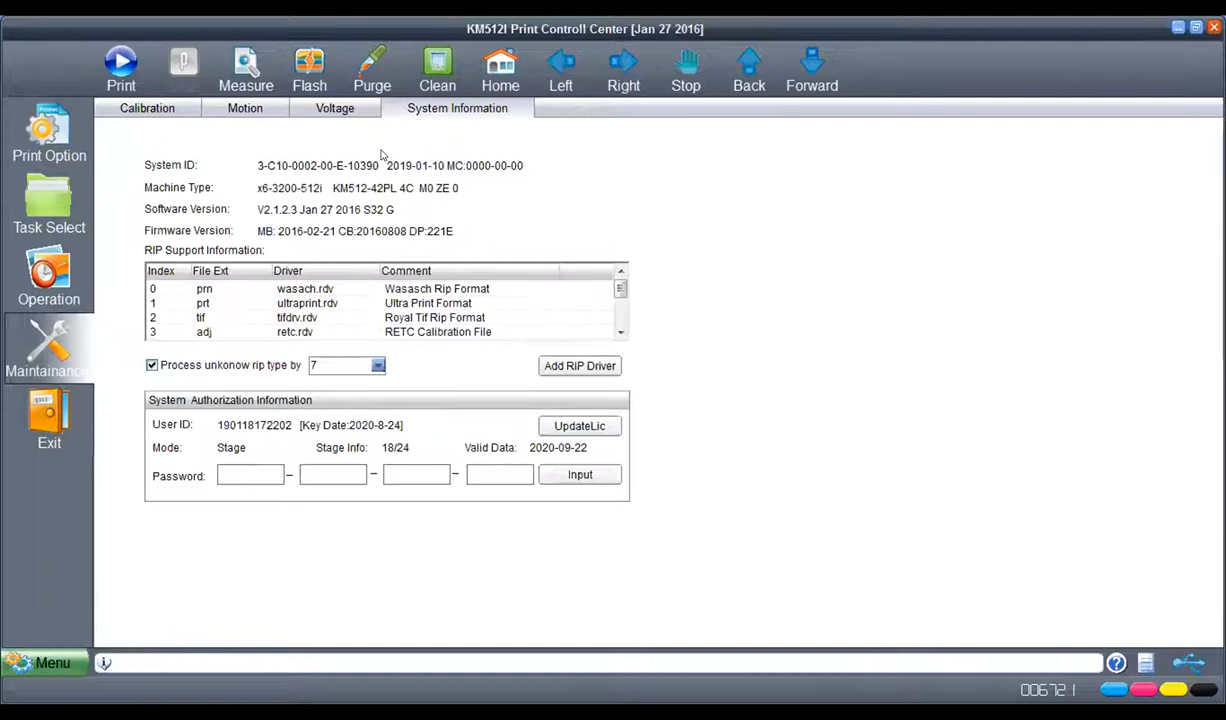 KM512I Print Controll Center [Jan 27 2016]
Print P Measure Flash Purge Clean Home Left Right Stop Back Forward
Calibration Motion Voltage System Information
Print Option
Task Select
Operation
Maintainance
Exit
System ID: 3-C10-0002-00-E-10390 2019-01-10 MC:0000-00-00
Machine Type: x6-3200-512i KM512-42PL 4C M0 ZE 0
Software Version: V2.1.2.3 Jan 27 2016 S32 G
Firmware Version: MB: 2016-02-21 CB:20160808 DP:221E
RIP Support Information:
Index File Ext Driver Comment
0 prn wasach.rdv Wasasch Rip Format
1 prt ultraprint.rdv Ultra Print Format
2 tif tifdrv.rdv Royal Tif Rip Format
3 adj retc.rdv RETC Calibration File
Process unkonow rip type by 7 Add RIP Driver
System Authorization Information
User ID: 190118172202 [Key Date:2020-8-24] UpdateLic
Mode: Stage Stage Info: 18/24 Valid Data: 2020-09-22
Password: – – – Input
Menu
006721